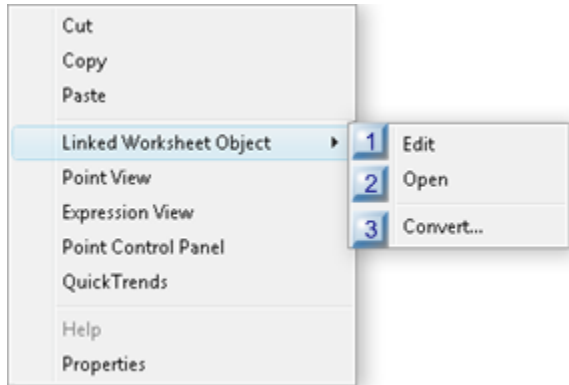 Cut
Copy
Paste
Linked Worksheet Object
1 Edit
2 Open
3 Convert...
Point View
Expression View
Point Control Panel
QuickTrends
Help
Properties